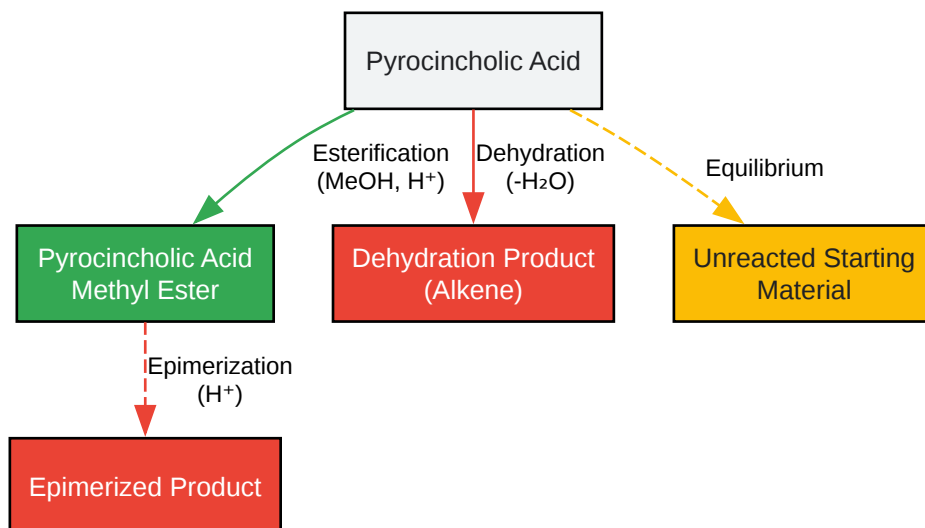 Pyrocincholic Acid
Esterification
(MeOH, H⁺)
Dehydration
(-H₂O)
Equilibrium
Pyrocincholic Acid
Methyl Ester
Dehydration Product
(Alkene)
Unreacted Starting
Material
Epimerization
(H⁺)
Epimerized Product